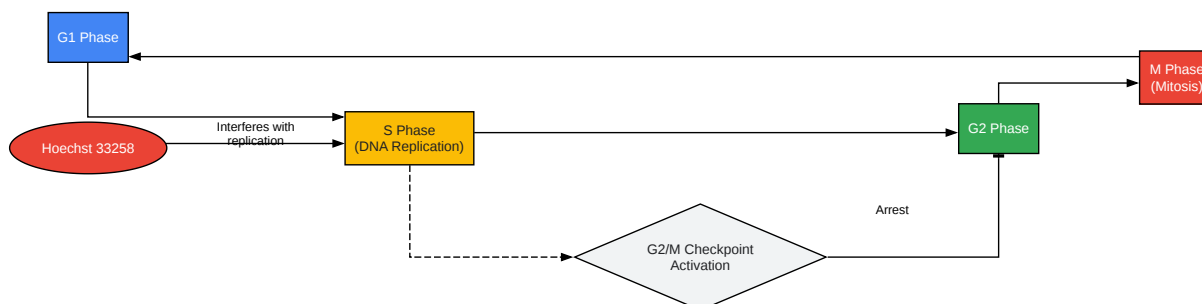 G1 Phase
M Phase
(Mitosis)
Interferes with
replication
Hoechst 33258
S Phase
(DNA Replication)
G2 Phase
Arrest
G2/M Checkpoint
Activation